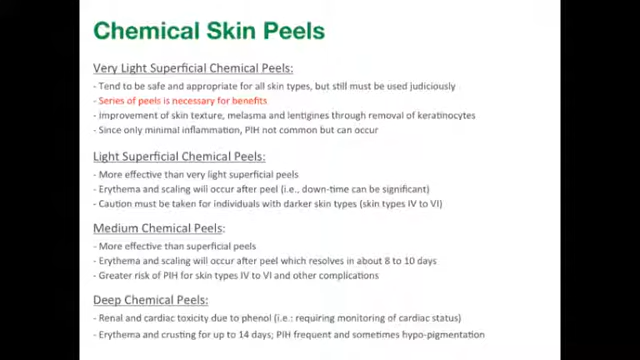 Chemical Skin Peels
Very Light Superficial Chemical Peels:
- Tend to be safe and appropriate for all skin types, but still must be used judiciously
- Series of peels is necessary for benefits
- Improvement of skin texture, melasma and lentigines through removal of keratinocytes
- Since only minimal inflammation, PIH not common but can occur
Light Superficial Chemical Peels:
- More effective than very light superficial peels
- Erythema and scaling will occur after peel (i.e., down-time can be significant)
- Caution must be taken for individuals with darker skin types (skin types IV to VI)
Medium Chemical Peels:
- More effective than superficial peels
- Erythema and scaling will occur after peel which resolves in about 8 to 10 days
- Greater risk of PIH for skin types IV to VI and other complications
Deep Chemical Peels:
- Renal and cardiac toxicity due to phenol (i.e.: requiring monitoring of cardiac status)
- Erythema and crusting for up to 14 days; PIH frequent and sometimes hypo-pigmentation